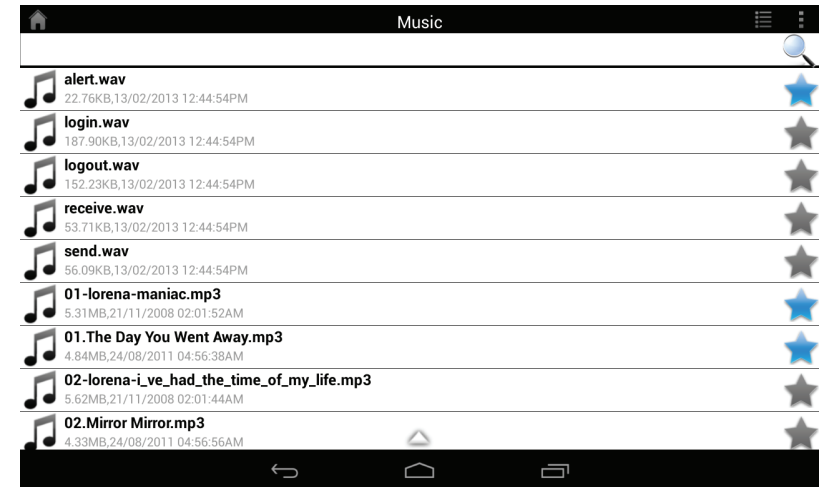 Music
alert.wav
22.76KB,13/02/2013 12:44:54PM
login.wav
187.90KB,13/02/2013 12:44:54PM
logout.wav
152.23KB,13/02/2013 12:44:54PM
receive.wav
53.71KB,13/02/2013 12:44:54PM
send.wav
56.09KB,13/02/2013 12:44:54PM
01-lorena-maniac.mp3
5.31MB,21/11/2008 02:01:52AM
01.The Day You Went Away.mp3
4.84MB,24/08/2011 04:56:38AM
02-lorena-i_ve_had_the_time_of_my_life.mp3
5.62MB,21/11/2008 02:01:44AM
02.Mirror Mirror.mp3
4.33MB,24/08/2011 04:56:56AM